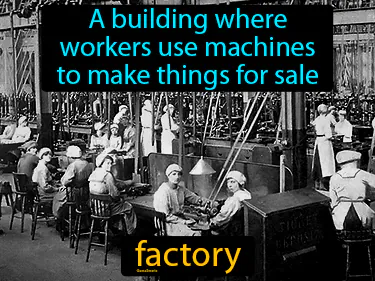 A building where
workers use machines
to make things for sale
factory